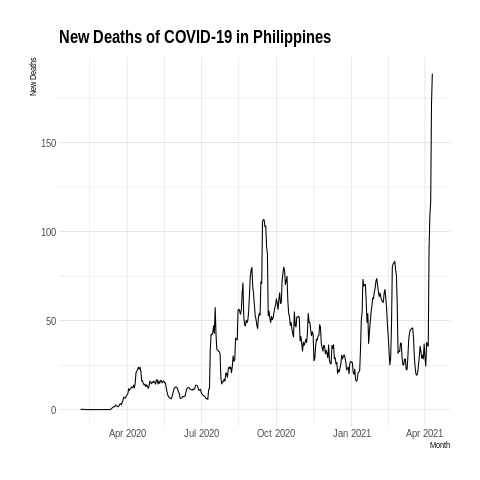 New Deaths of COVID-19 in Philippines
New Deaths
150
100
50
0
Apr 2020 Jul 2020 Oct 2020 Jan 2021 Apr 2021
Month